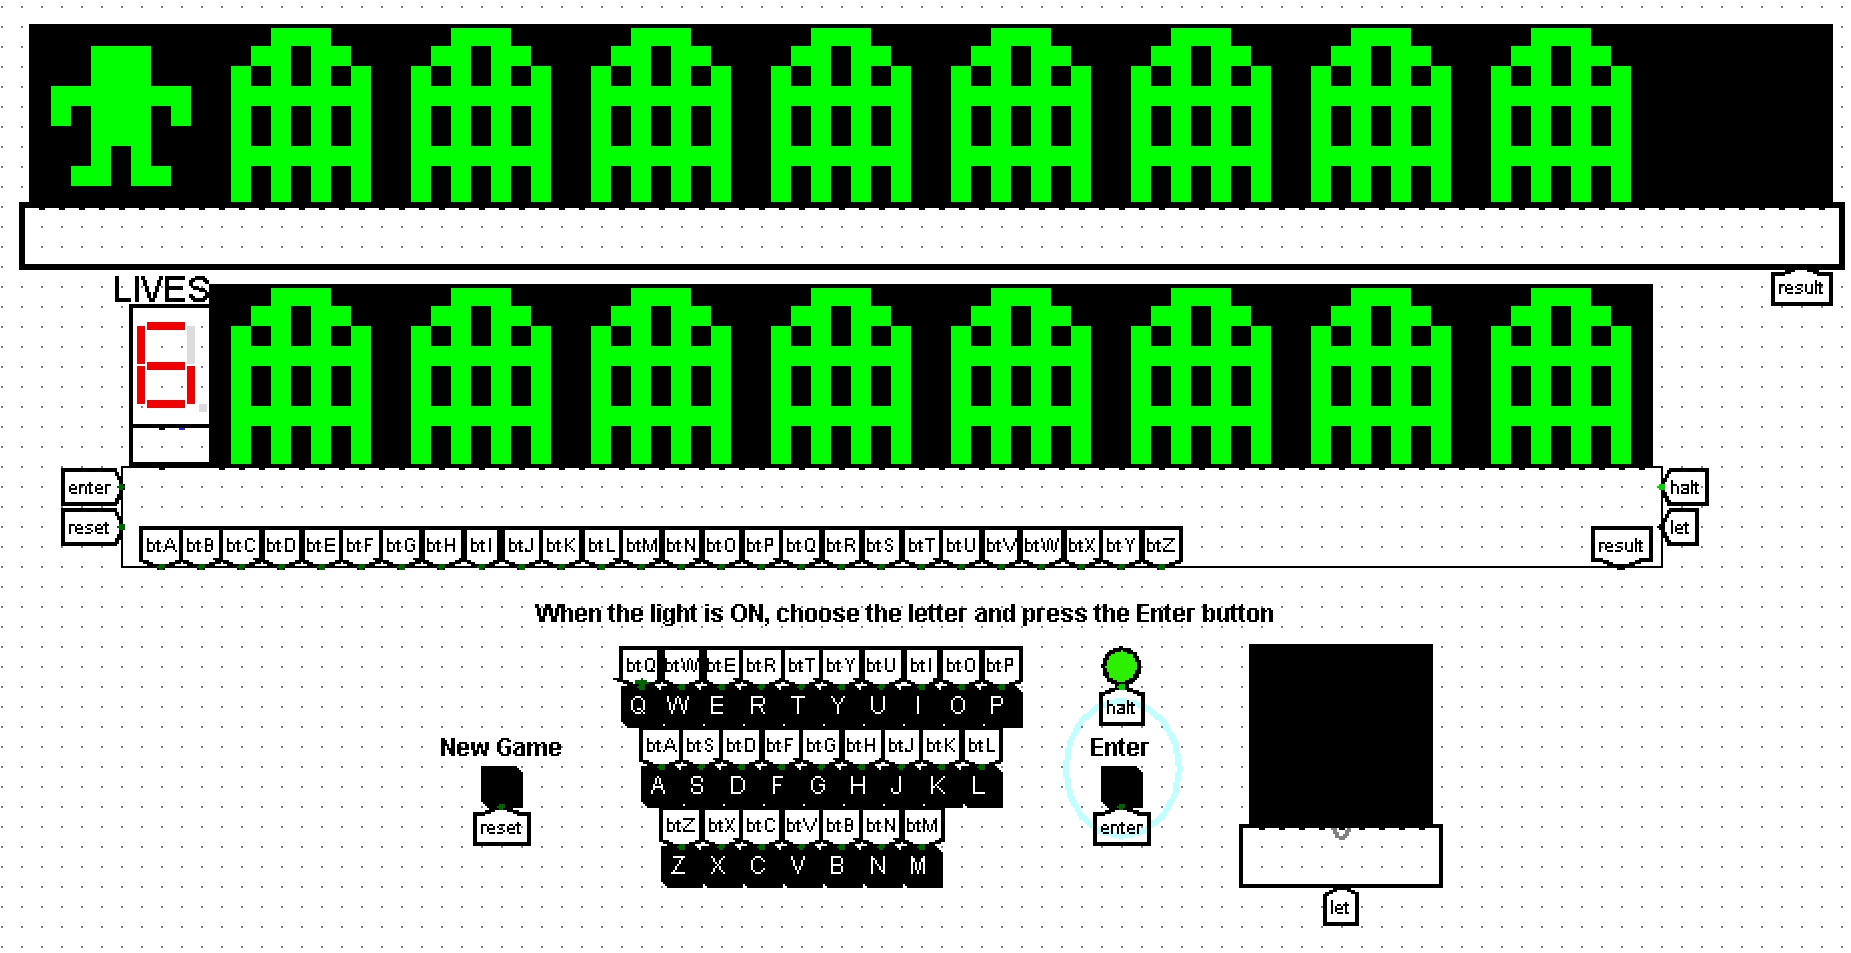 result
LIVES
6
enter
halt
reset
let
btA btB btC btD btE btF btG btH btI btJ btK btL btM btN btO btP btQ btR btS btT btU btV btW btX btY btZ
result
When the light is ON, choose the letter and press the Enter button
btQ btW btE btR btT btY btU btI btO btP
Q W E R T Y U I O P
halt
New Game
btA btS btD btF btG btH btJ btK btL
Enter
A S D F G H J K L
reset
btZ btX btC btV btB btN btM
enter
Z X C V B N M
let